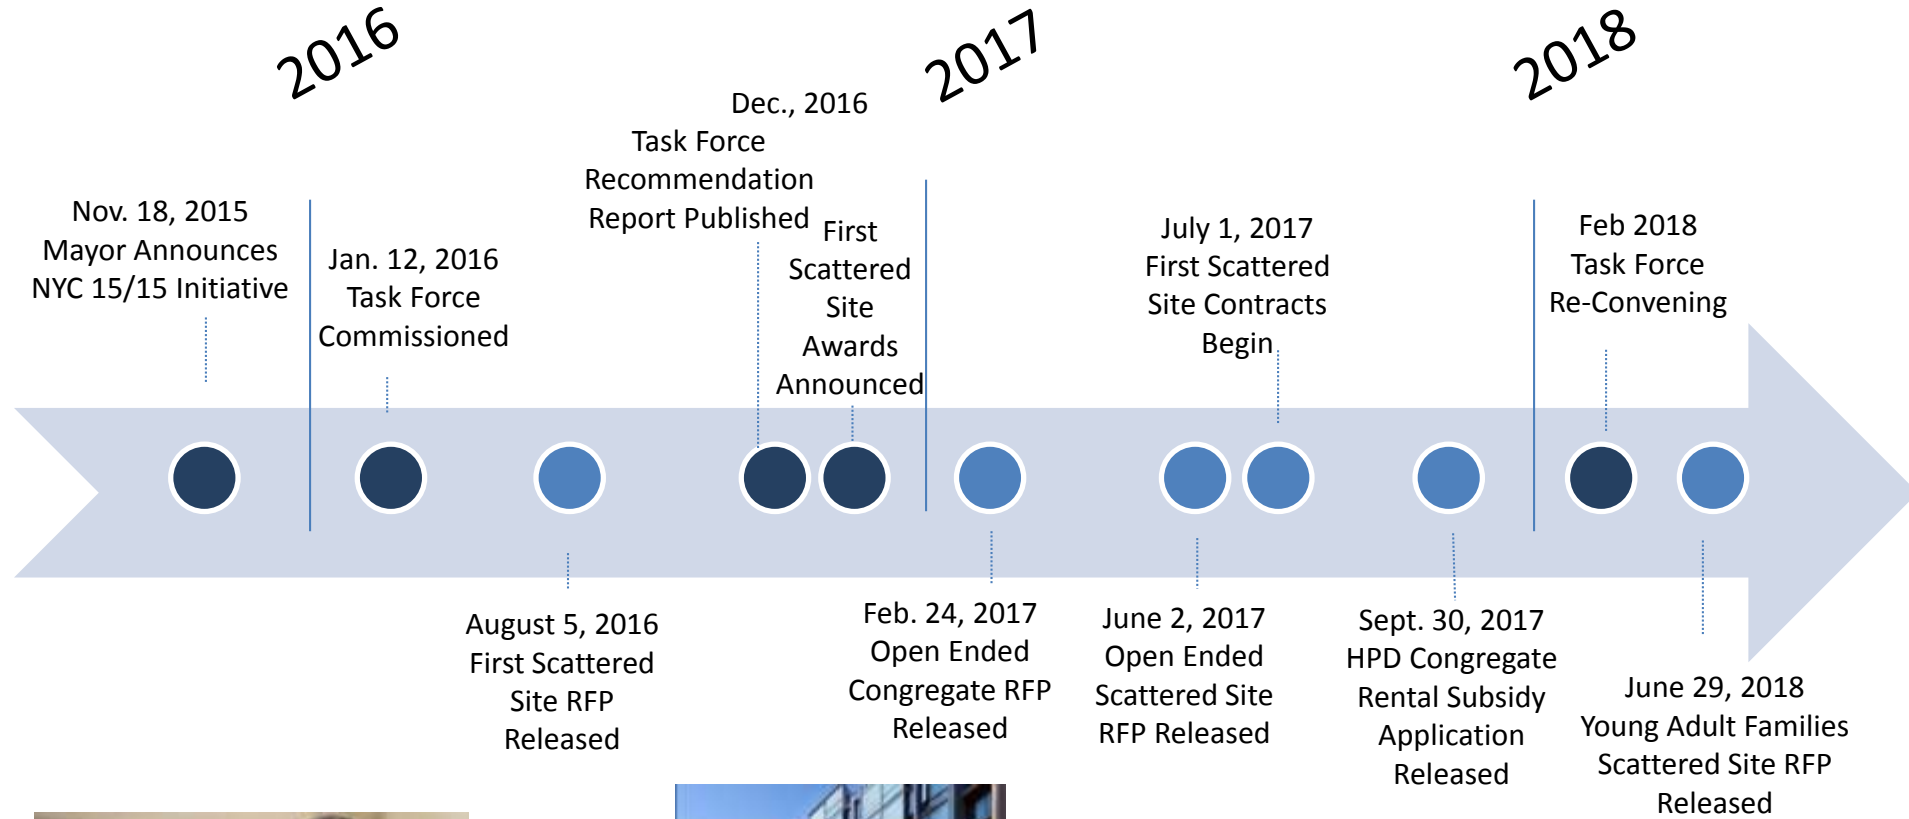 2016
2017
2018
Nov. 18, 2015
Mayor Announces
NYC 15/15 Initiative
Jan. 12, 2016
Task Force
Commissioned
Dec., 2016
Task Force
Recommendation
Report Published
First
Scattered
Site
Awards
Announced
July 1, 2017
First Scattered
Site Contracts
Begin
Feb 2018
Task Force
Re-Convening
August 5, 2016
First Scattered
Site RFP
Released
Feb. 24, 2017
Open Ended
Congregate RFP
Released
June 2, 2017
Open Ended
Scattered Site
RFP Released
Sept. 30, 2017
HPD Congregate
Rental Subsidy
Application
Released
June 29, 2018
Young Adult Families
Scattered Site RFP
Released